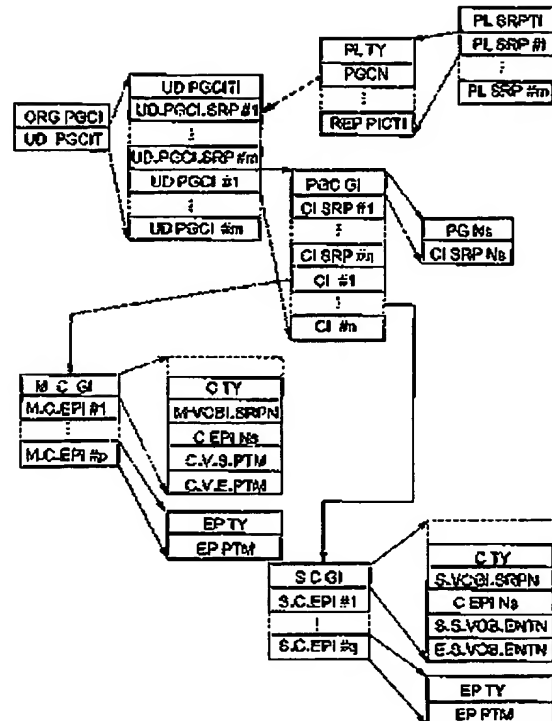 PL SRPTI
PL SRP #1
PL SRP #m
PL TY
PGCN
REP PICTI
UD PGCITI
UD.PGCI.SRP #1
UD.PGCI.SRP #m
UD PGCI #1
UD PGCI #m
ORG PGCI
UD PGCIT
PGC GI
CI SRP #1
CI SRP #n
CI #1
CI #n
PG Ns
CI SRP Ns
M C GI
M.C.EPI #1
M.C.EPI #p
C TY
M-VOBI.SRPN
C EPI Ns
C.V.S.PTM
C.V.E.PTM
EP TY
EP PTM
S C GI
S.C.EPI #1
S.C.EPI #q
C TY
S.VOBI.SRPN
C EPI Ns
S.S.VOB.ENTN
E.S.VOB.ENTN
EP TY
EP PTM